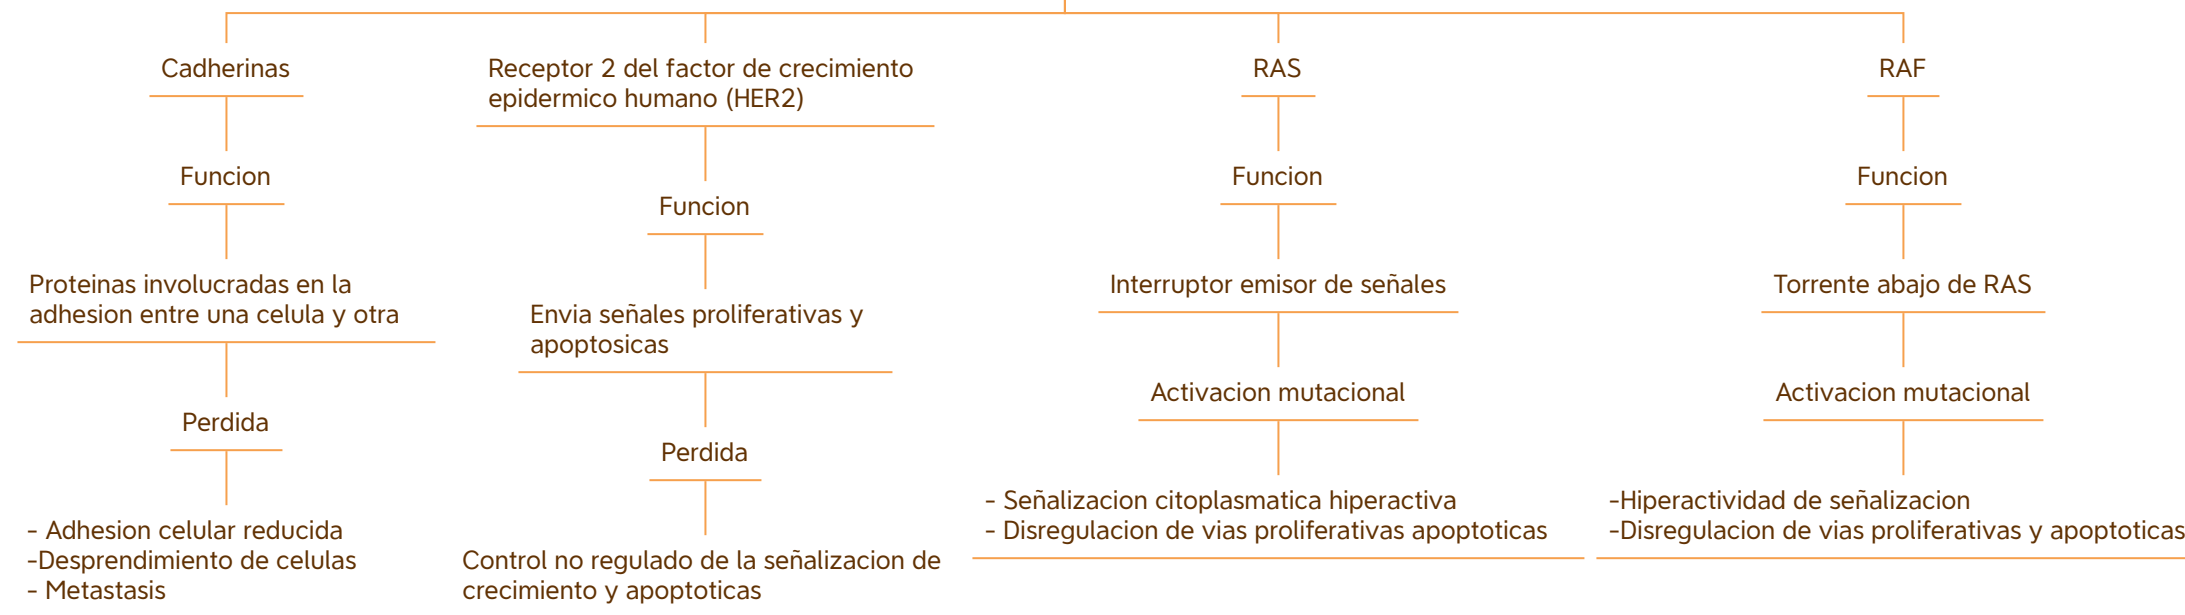 Cadherinas
Funcion
Proteinas involucradas en la
adhesion entre una celula y otra
Perdida
- Adhesion celular reducida
-Desprendimiento de celulas
- Metastasis
Receptor 2 del factor de crecimiento
epidermico humano (HER2)
Funcion
Envia señales proliferativas y
apoptosicas
Perdida
Control no regulado de la señalizacion de
crecimiento y apoptoticas
RAS
Funcion
Interruptor emisor de señales
Activacion mutacional
- Señalizacion citoplasmatica hiperactiva
- Disregulacion de vias proliferativas apoptoticas
RAF
Funcion
Torrente abajo de RAS
Activacion mutacional
-Hiperactividad de señalizacion
-Disregulacion de vias proliferativas y apoptoticas